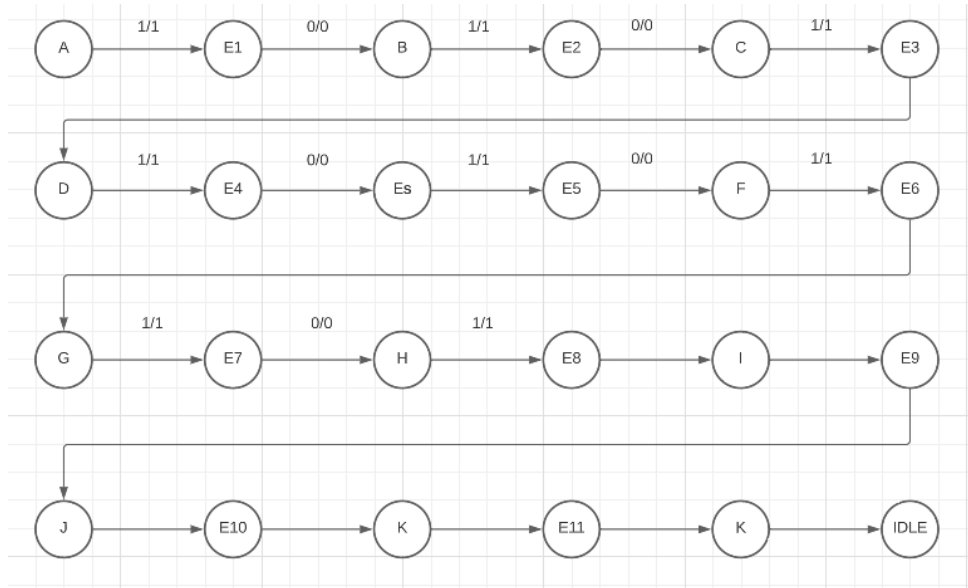 1/1 0/0 1/1 0/0 1/1
A E1 B E2 C E3
1/1 0/0 1/1 0/0 1/1
D E4 Es E5 F E6
1/1 0/0 1/1
G E7 H E8 I E9
J E10 K E11 K IDLE